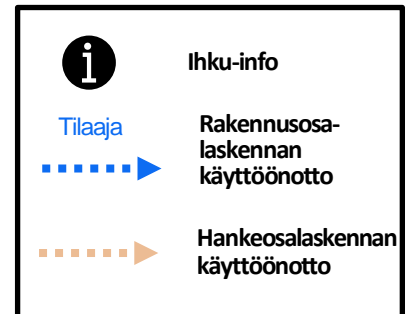 i
Ihku-info
Tilaaja
Rakennusosa-
laskennan
käyttöönotto
Hankeosalaskennan
käyttöönotto